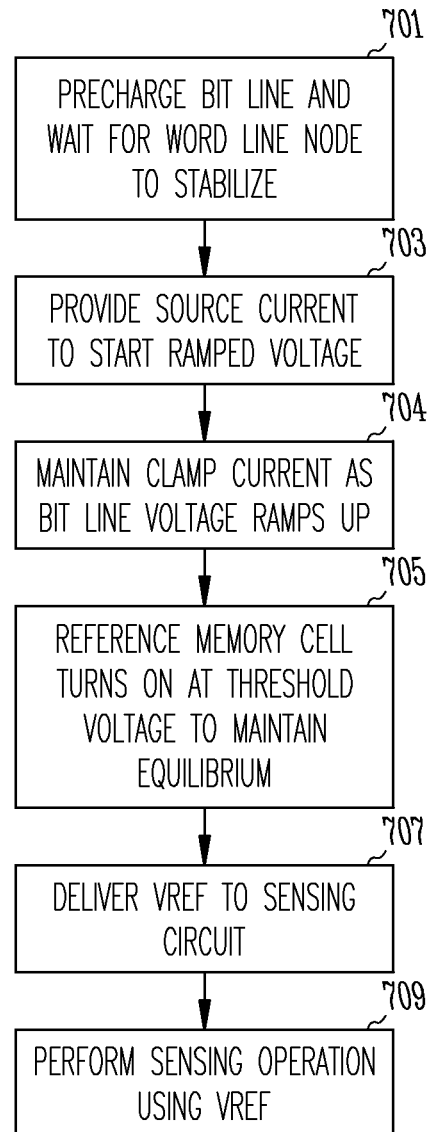 701
PRECHARGE BIT LINE AND
WAIT FOR WORD LINE NODE
TO STABILIZE
703
PROVIDE SOURCE CURRENT
TO START RAMPED VOLTAGE
704
MAINTAIN CLAMP CURRENT AS
BIT LINE VOLTAGE RAMPS UP
705
REFERENCE MEMORY CELL
TURNS ON AT THRESHOLD
VOLTAGE TO MAINTAIN
EQUILIBRIUM
707
DELIVER VREF TO SENSING
CIRCUIT
709
PERFORM SENSING OPERATION
USING VREF